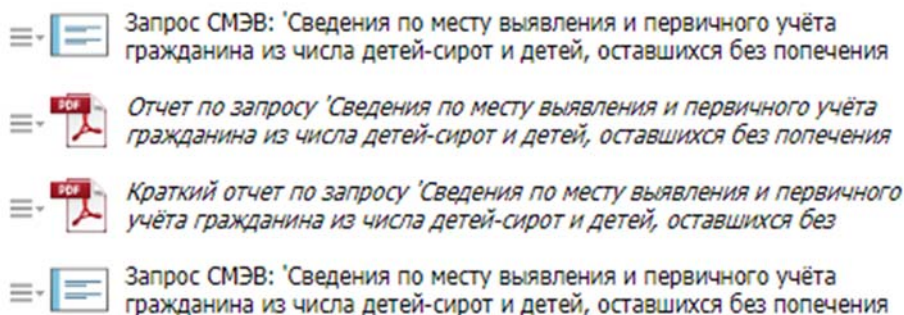 Запрос СМЭВ: 'Сведения по месту выявления и первичного учёта
гражданина из числа детей-сирот и детей, оставшихся без попечения
PDF
Отчет по запросу 'Сведения по месту выявления и первичного учёта
гражданина из числа детей-сирот и детей, оставшихся без попечения
PDF
Краткий отчет по запросу 'Сведения по месту выявления и первичного
учёта гражданина из числа детей-сирот и детей, оставшихся без
Запрос СМЭВ: 'Сведения по месту выявления и первичного учёта
гражданина из числа детей-сирот и детей, оставшихся без попечения